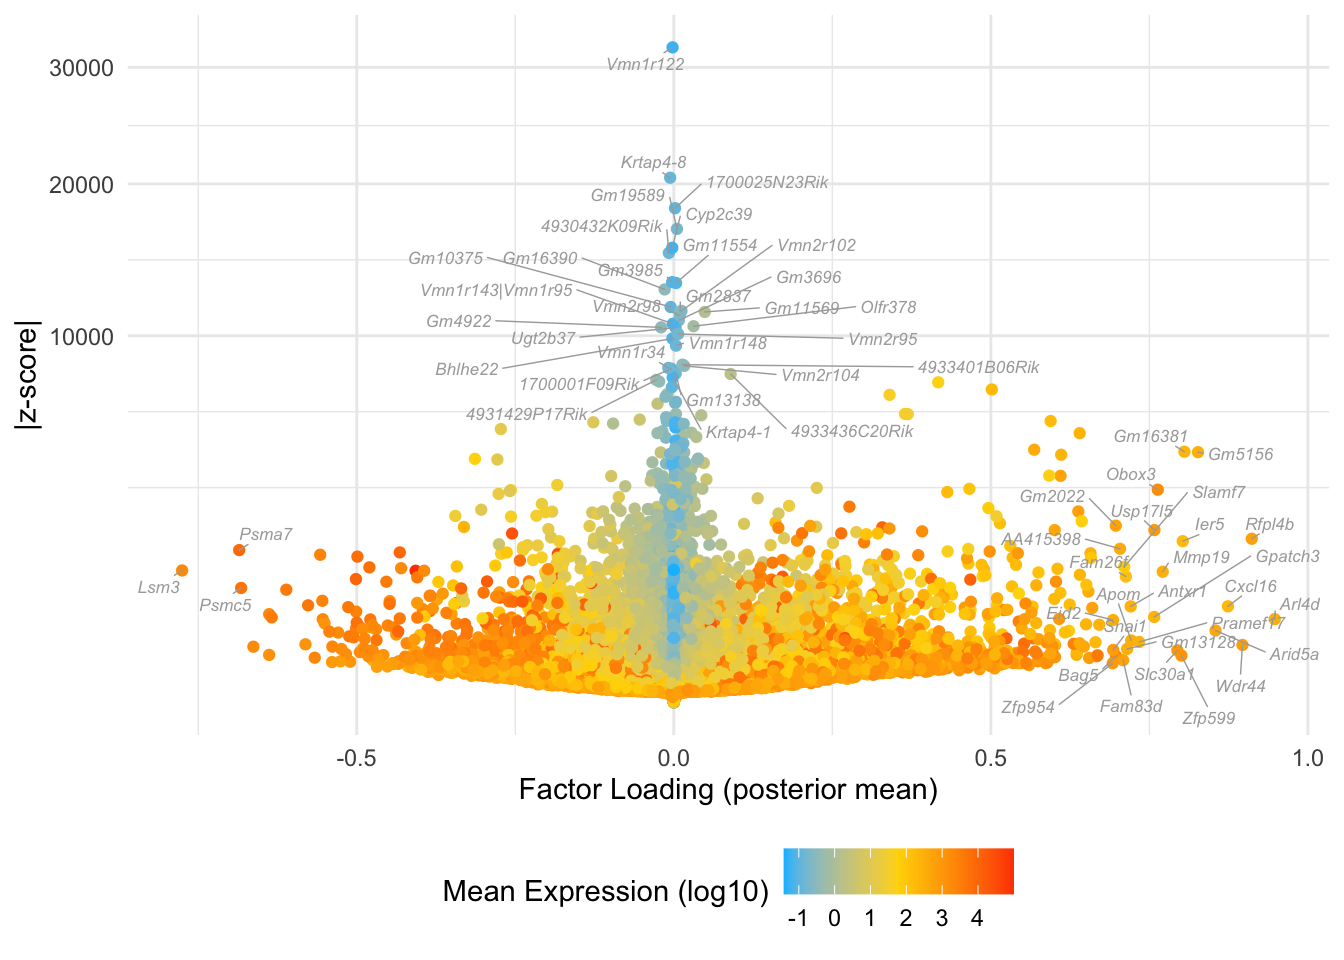 30000
Vmn1r122
Krtap4-8
20000
1700025N23Rik
Gm19589
Cyp2c39
4930432K09Rik
Gm11554
Vmn2r102
Gm10375
Gm16390
Gm3985
Gm3696
Vmn1r143|Vmn1r95
Gm2837
Vmn2r98
Gm11569
Olfr378
Gm4922
10000
Ugt2b37
Vmn2r95
Vmn1r148
Vmn1r34
Bhlhe22
4933401B06Rik
Vmn2r104
1700001F09Rik
Gm13138
4931429P17Rik
Krtap4-1
4933436C20Rik
Gm16381
Gm5156
Obox3
Slamf7
Gm2022
Usp17l5
Ier5
Rfpl4b
AA415398
Fam26f
Mmp19
Gpatch3
Psma7
Lsm3
Psmc5
Apom
Antxr1
Cxcl16
Arl4d
Eid2
Snai1
Pramef17
Gm13128
Arid5a
Bag5
Slc30a1
Wdr44
Zfp954
Fam83d
Zfp599
|z-score|
-0.5
0.0
0.5
1.0
Factor Loading (posterior mean)
Mean Expression (log10)
-1
0
1
2
3
4